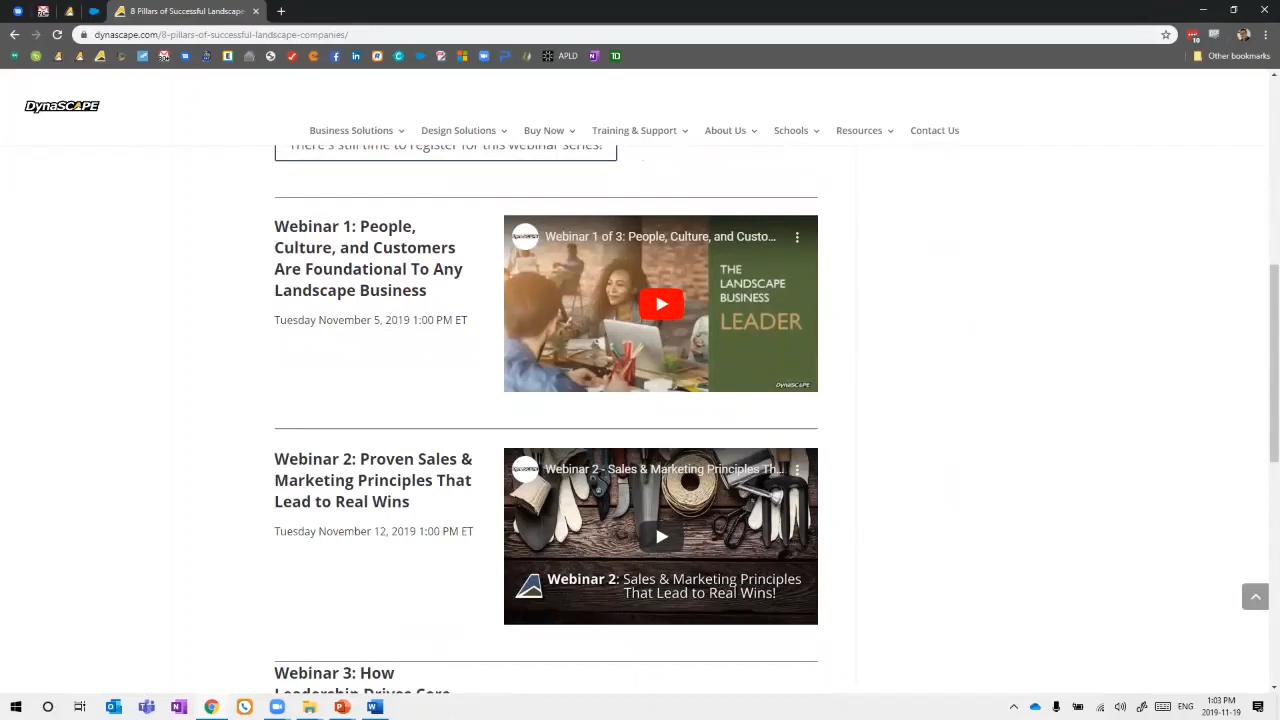 8 Pillars of Successful Landscap
dynascape.com/8-pillars-of-successful-landscape-companies/
10
APLD
Other bookmarks
DynaSCAPE
Business Solutions
Design Solutions
Buy Now
Training & Support
About Us
Schools
Resources
Contact Us
There's still time to register for this webinar series!
Webinar 1: People,
Culture, and Customers
Are Foundational To Any
Landscape Business
Tuesday November 5, 2019 1:00 PM ET
Webinar 1 of 3: People, Culture, and Custo...
THE
LANDSCAPE
BUSINESS
LEADER
DynaSCAPE
Webinar 2: Proven Sales &
Marketing Principles That
Lead to Real Wins
Tuesday November 12, 2019 1:00 PM ET
Webinar 2 - Sales & Marketing Principles Th...
Webinar 2: Sales & Marketing Principles
That Lead to Real Wins!
Webinar 3: How
Leadership Drives Core
ENG
1:03 PM
2019-11-19